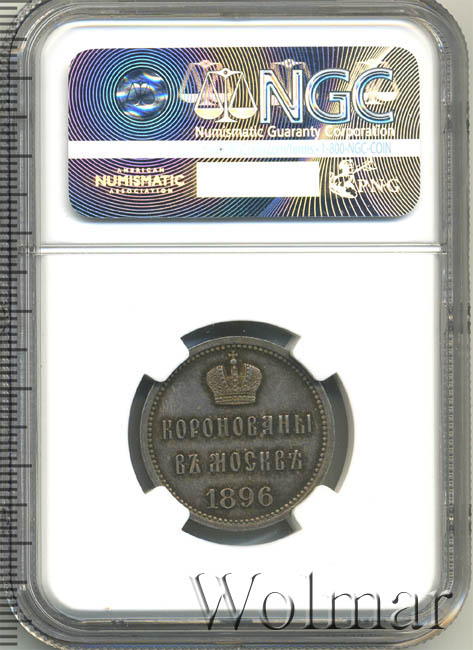 NGC
Numismatic Guaranty Corporation
1-800-NGC-COIN
AMERICAN
NUMISMATIC
ASSOCIATION
PNG
КОРОНОВАНЫ
ВЪ МОСКВѢ
1896
Wolmar